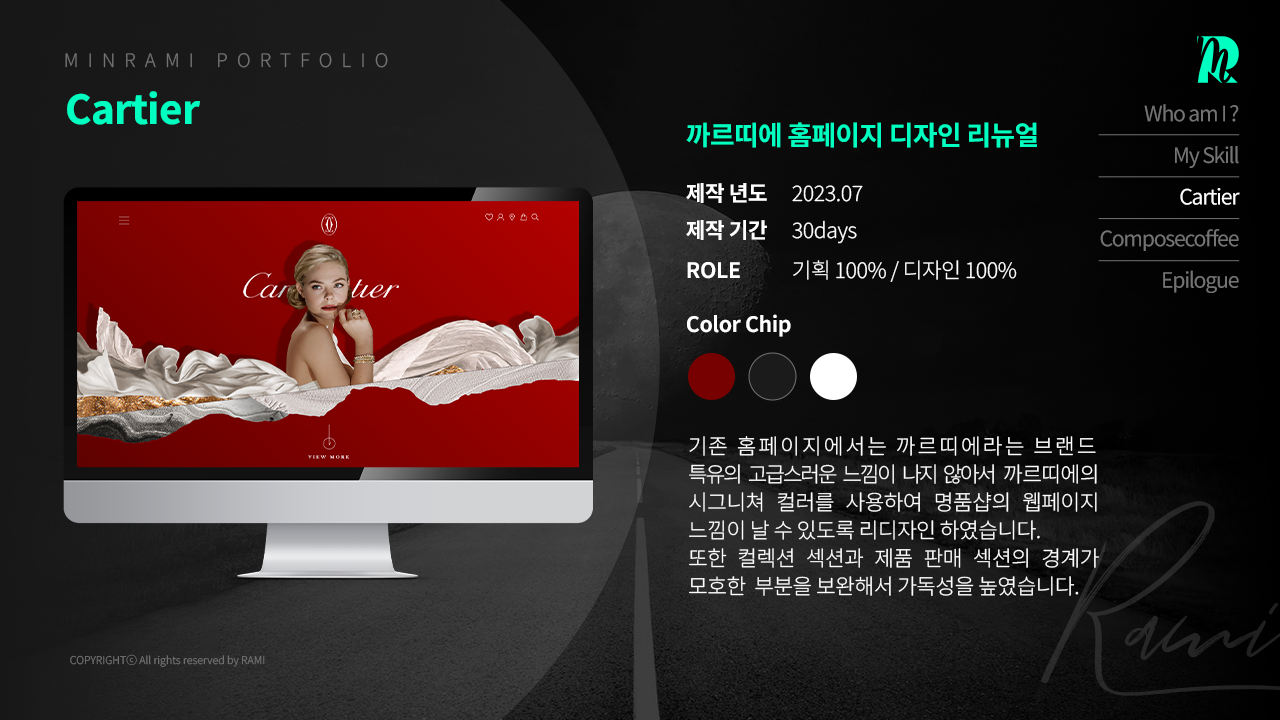 MINRAMI PORTFOLIO
Cartier
VIEW MORE
COPYRIGHTⓒ All rights reserved by RAMI
까르띠에 홈페이지 디자인 리뉴얼
제작 년도 2023.07
제작 기간 30days
ROLE 기획 100% / 디자인 100%
Color Chip
기존 홈페이지에서는 까르띠에라는 브랜드
특유의 고급스러운 느낌이 나지 않아서 까르띠에의
시그니쳐 컬러를 사용하여 명품샵의 웹페이지
느낌이 날 수 있도록 리디자인 하였습니다.
또한 컬렉션 섹션과 제품 판매 섹션의 경계가
모호한 부분을 보완해서 가독성을 높였습니다.
Who am I ?
My Skill
Cartier
Composecoffee
Epilogue
Rami